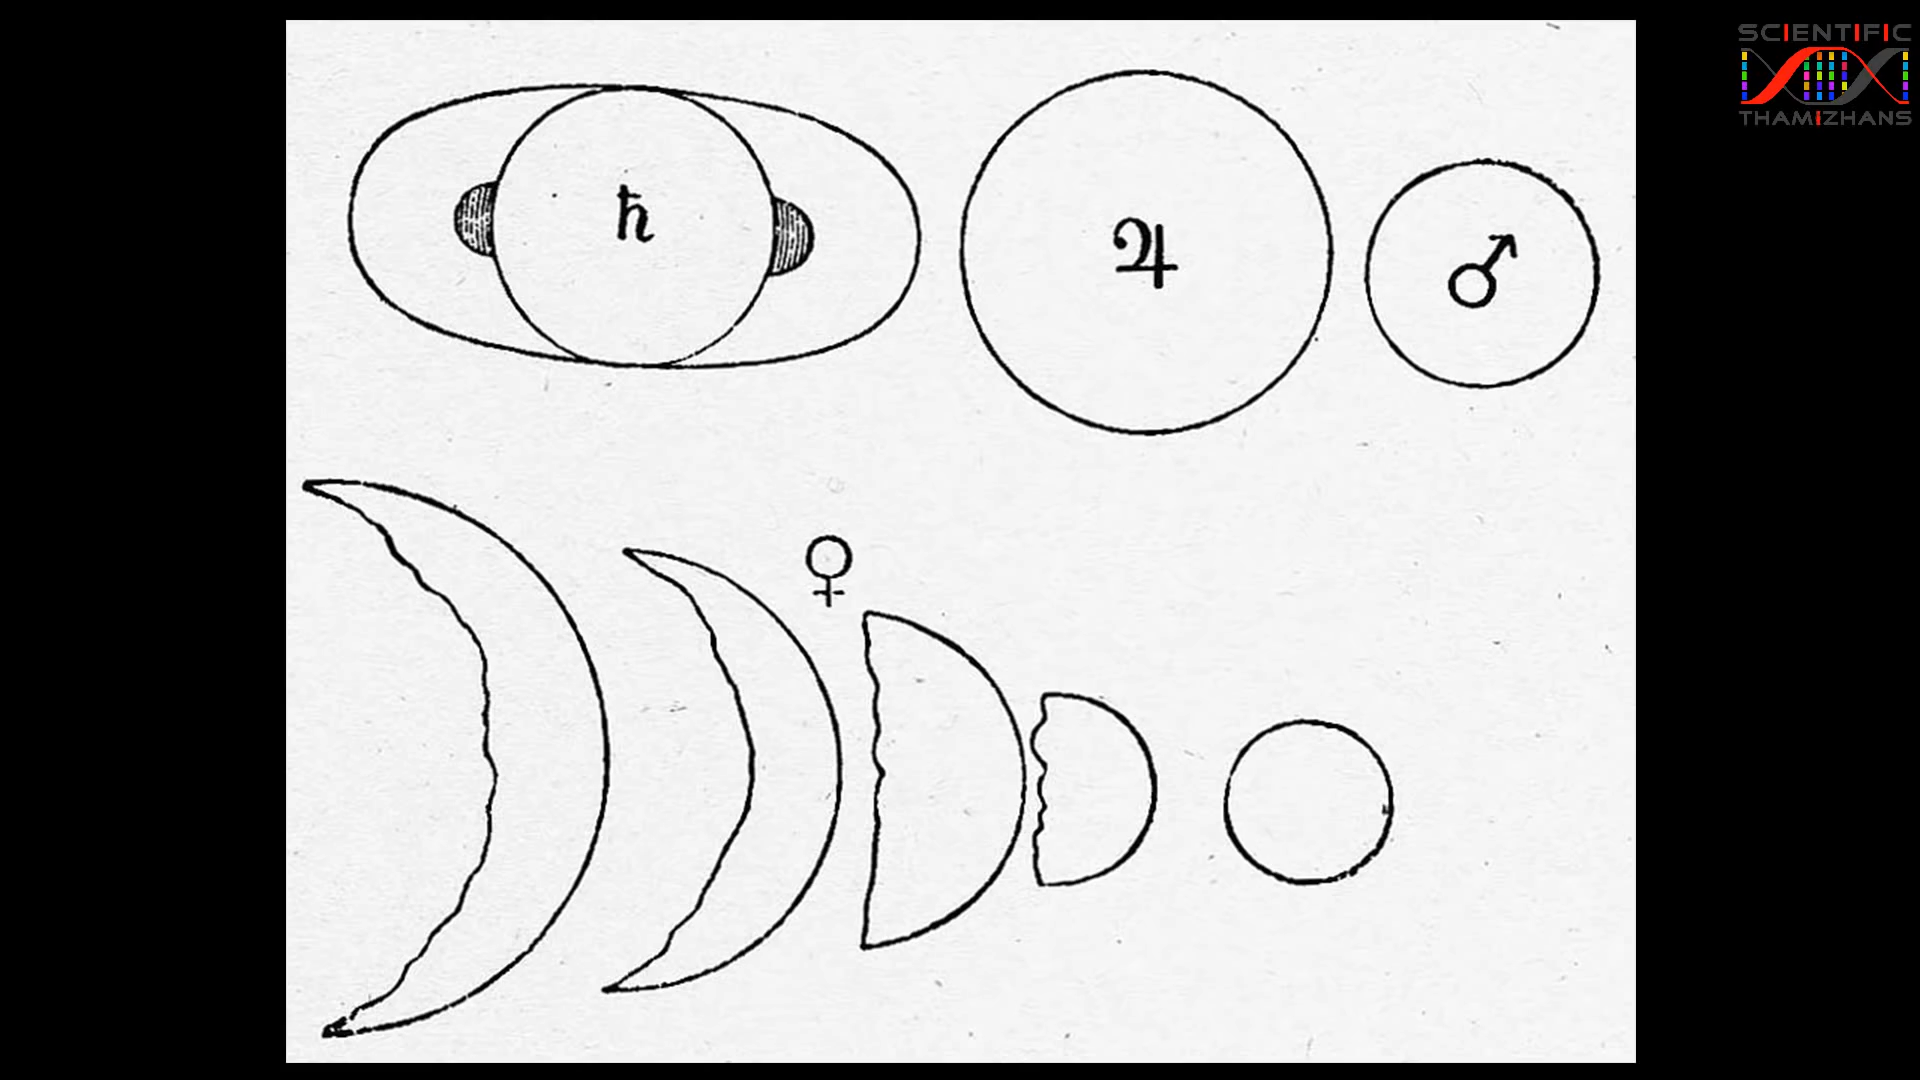 SCIENTIFIC
THAMIZHANS
♄
♃
♂
♀